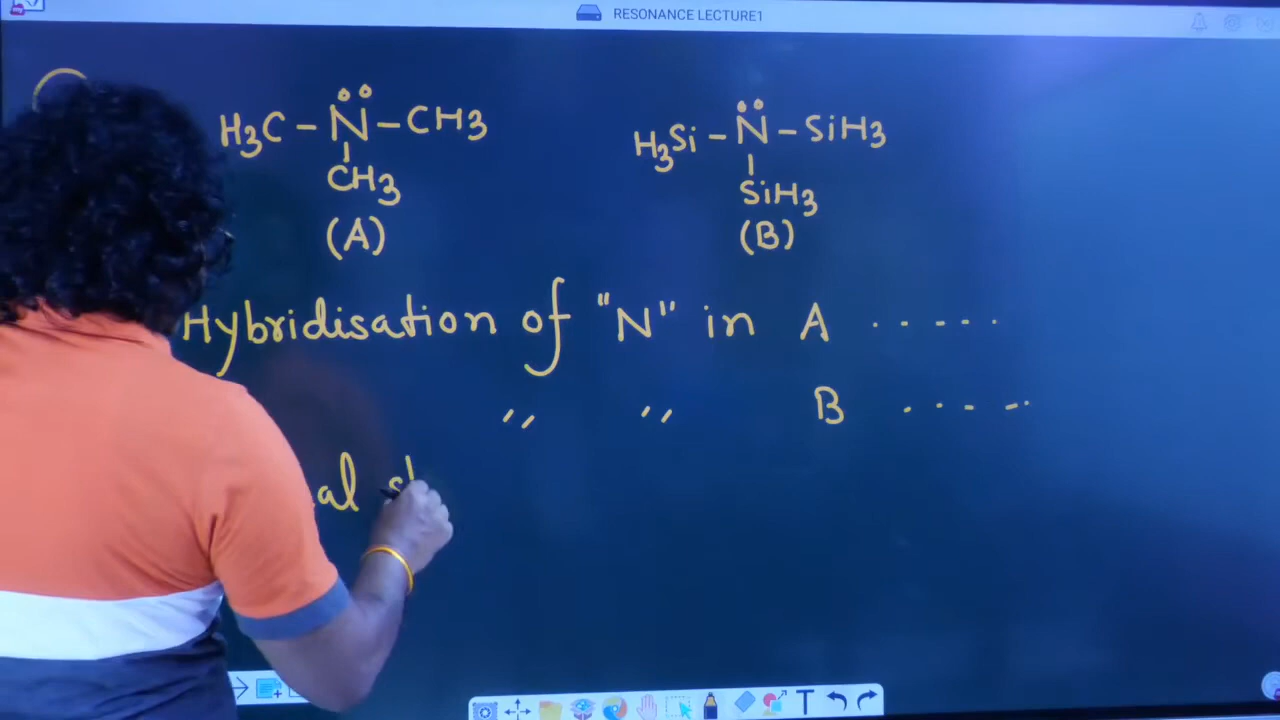 RESONANCE LECTURE1
H3C - N̈ - CH3
CH3
(A)
H3Si - N̈ - SiH3
SiH3
(B)
Hybridisation of "N" in A .....
" " B .....
al
T